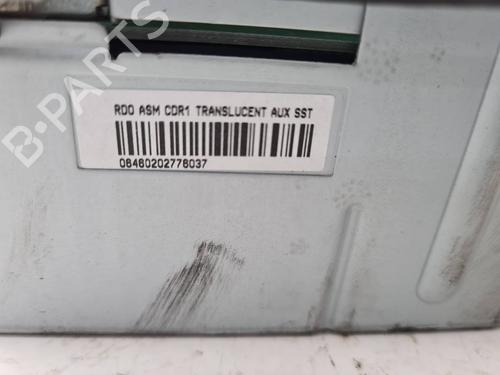 RDO ASM CDR1 TRANSLUCENT AUX SST
08460202778037
B-PARTS